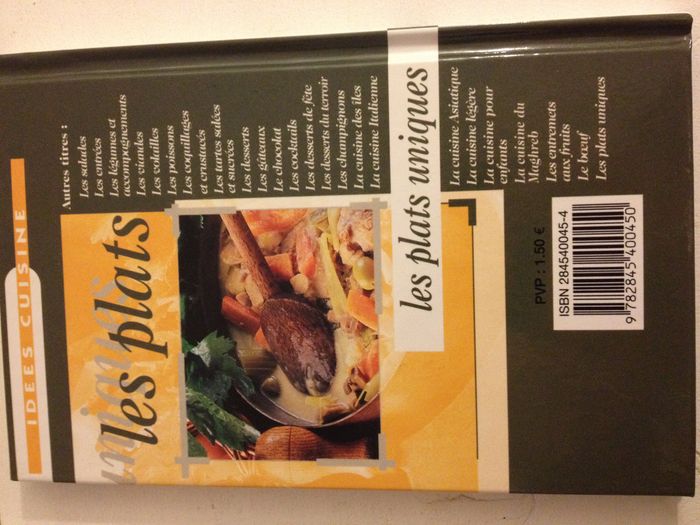 IDEES CUISINE
uniques
les plats
les plats uniques
Autres titres :
Les salades
Les entrées
Les légumes et
accompagnements
Les viandes
Les volailles
Les poissons
Les coquillages
et crustacés
Les tartes salées
et sucrées
Les desserts
Les gâteaux
Le chocolat
Les cocktails
Les desserts de fête
Les desserts du terroir
Les champignons
La cuisine des îles
La cuisine Italienne
La cuisine Asiatique
La cuisine légère
La cuisine pour
enfants
La cuisine du
Maghreb
Les entremets
aux fruits
Le bœuf
Les plats uniques
PVP : 1.50 €
ISBN 284540045-4
9 782845 400450